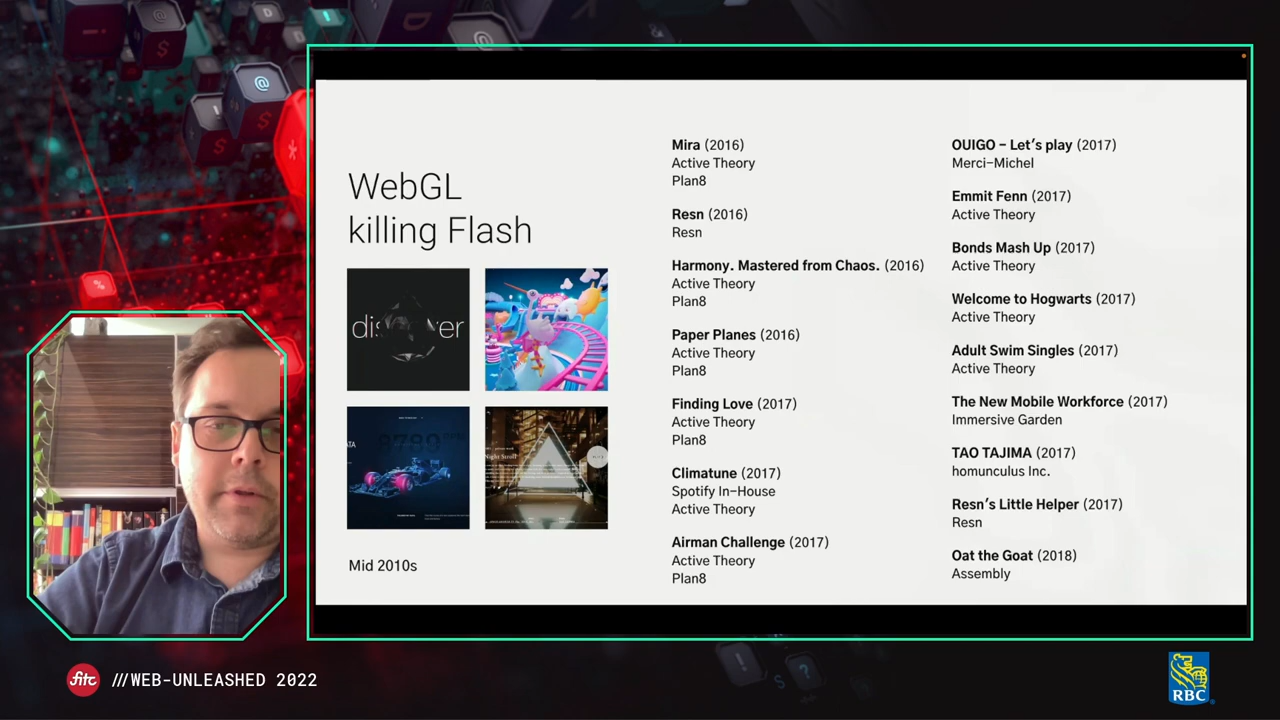 WebGL
killing Flash
Mid 2010s
Mira (2016)
Active Theory
Plan8
Resn (2016)
Resn
Harmony. Mastered from Chaos. (2016)
Active Theory
Plan8
Paper Planes (2016)
Active Theory
Plan8
Finding Love (2017)
Active Theory
Plan8
Climatune (2017)
Spotify In-House
Active Theory
Airman Challenge (2017)
Active Theory
Plan8
OUIGO – Let's play (2017)
Merci-Michel
Emmit Fenn (2017)
Active Theory
Bonds Mash Up (2017)
Active Theory
Welcome to Hogwarts (2017)
Active Theory
Adult Swim Singles (2017)
Active Theory
The New Mobile Workforce (2017)
Immersive Garden
TAO TAJIMA (2017)
homunculus Inc.
Resn's Little Helper (2017)
Resn
Oat the Goat (2018)
Assembly
fitc
///WEB-UNLEASHED 2022
RBC